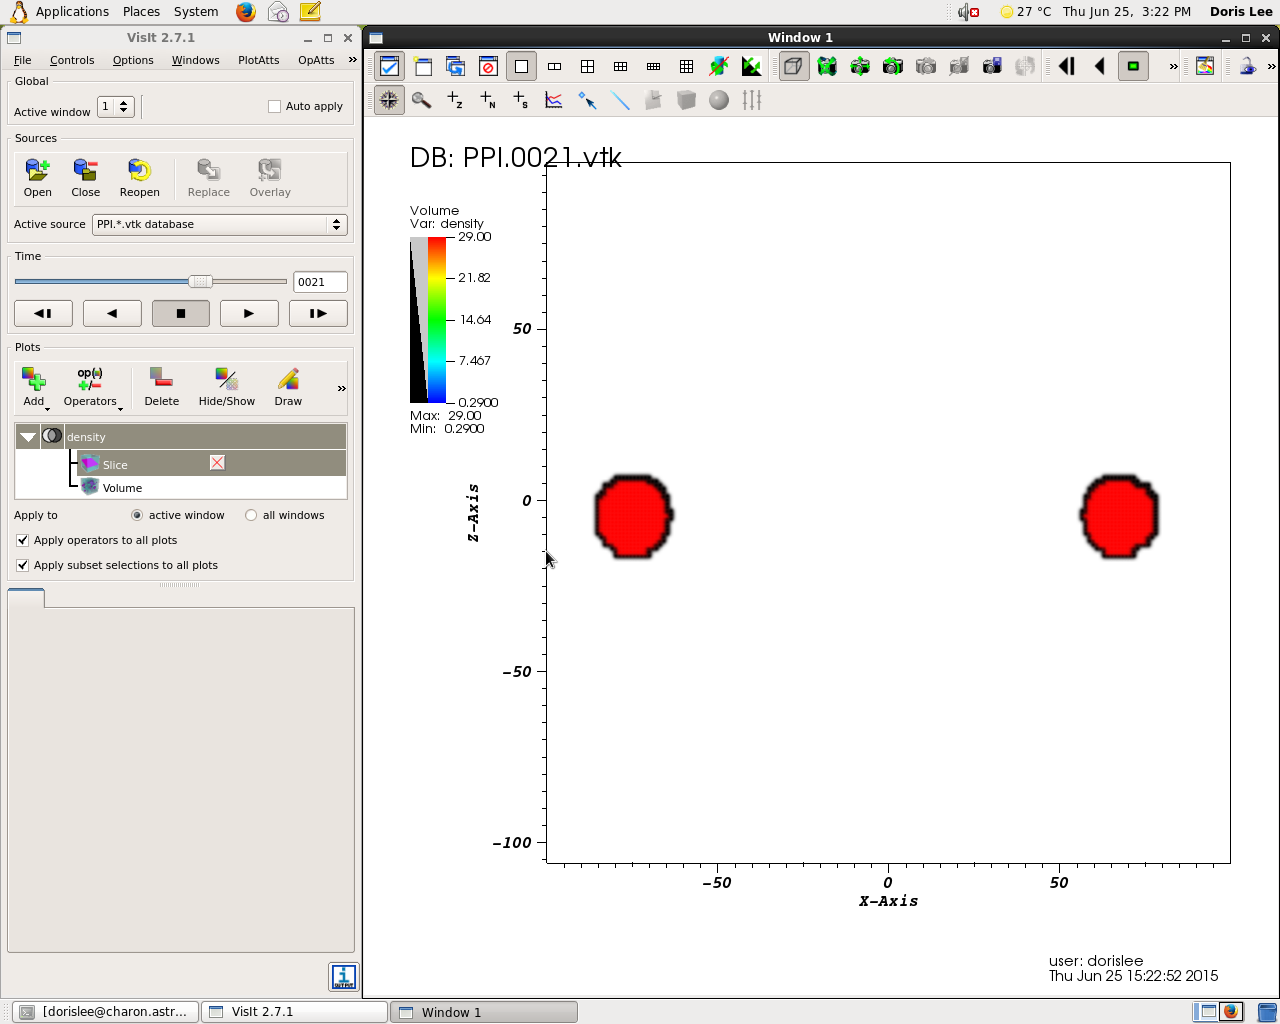 Applications Places System 27 °C Thu Jun 25, 3:22 PM Doris Lee
VisIt 2.7.1
File Controls Options Windows PlotAtts OpAtts »
Global
Active window 1 Auto apply
Sources
Open Close Reopen Replace Overlay
Active source PPI.*.vtk database
Time
0021
Plots
op(+)
+/−
Add Operators Delete Hide/Show Draw »
density
Slice
Volume
Apply to active window all windows
Apply operators to all plots
Apply subset selections to all plots
OUTPUT
Window 1
» »
Z N S
DB: PPI.0021.vtk
Volume
Var: density
29.00
21.82
14.64
7.467
0.2900
Max: 29.00
Min: 0.2900
50
0
-50
-100
Z-Axis
-50 0 50
X-Axis
user: dorislee
Thu Jun 25 15:22:52 2015
[dorislee@charon.astr... VisIt 2.7.1 Window 1